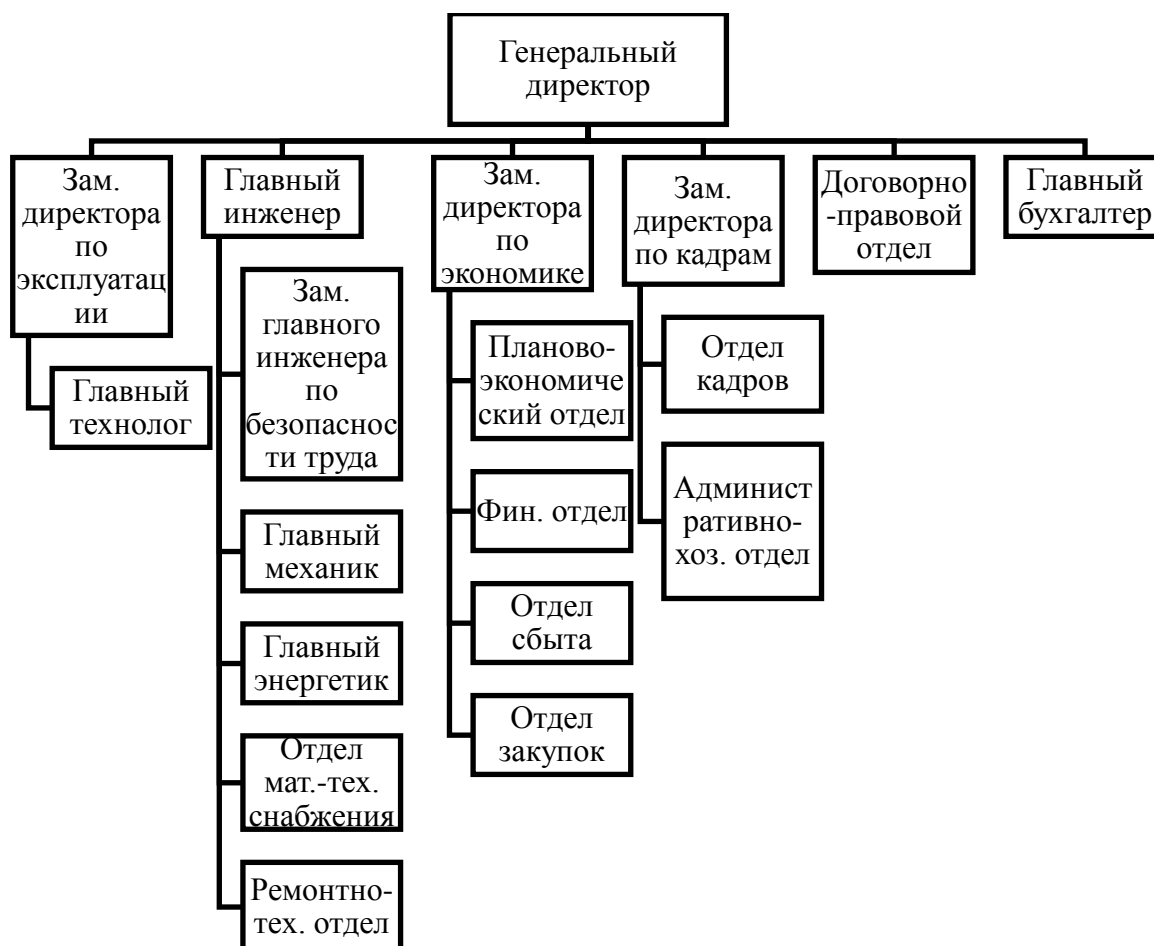 Генеральный
директор
Зам.
директора
по
эксплуатац
ии
Главный
технолог
Главный
инженер
Зам.
главного
инженера
по
безопаснос
ти труда
Главный
механик
Главный
энергетик
Отдел
мат.-тех.
снабжения
Ремонтно-
тех. отдел
Зам.
директора
по
экономике
Планово-
экономиче
ский отдел
Фин. отдел
Отдел
сбыта
Отдел
закупок
Зам.
директора
по кадрам
Отдел
кадров
Админист
ративно-
хоз. отдел
Договорно
-правовой
отдел
Главный
бухгалтер